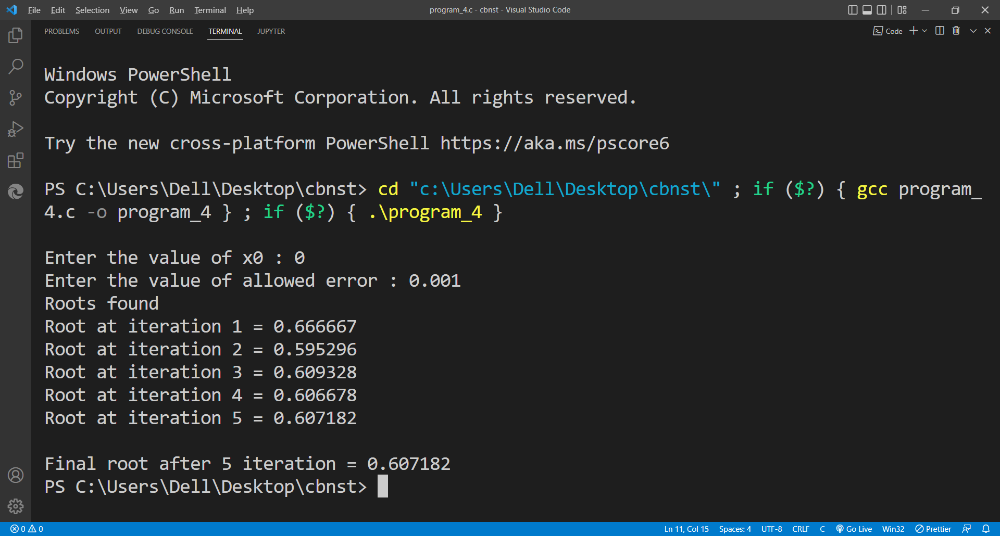 File Edit Selection View Go Run Terminal Help program_4.c - cbnst - Visual Studio Code
PROBLEMS OUTPUT DEBUG CONSOLE TERMINAL JUPYTER Code
Windows PowerShell
Copyright (C) Microsoft Corporation. All rights reserved.
Try the new cross-platform PowerShell https://aka.ms/pscore6
PS C:\Users\Dell\Desktop\cbnst> cd "c:\Users\Dell\Desktop\cbnst\" ; if ($?) { gcc program_
4.c -o program_4 } ; if ($?) { .\program_4 }
Enter the value of x0 : 0
Enter the value of allowed error : 0.001
Roots found
Root at iteration 1 = 0.666667
Root at iteration 2 = 0.595296
Root at iteration 3 = 0.609328
Root at iteration 4 = 0.606678
Root at iteration 5 = 0.607182
Final root after 5 iteration = 0.607182
PS C:\Users\Dell\Desktop\cbnst>
0 0 Ln 11, Col 15 Spaces: 4 UTF-8 CRLF C Go Live Win32 Prettier